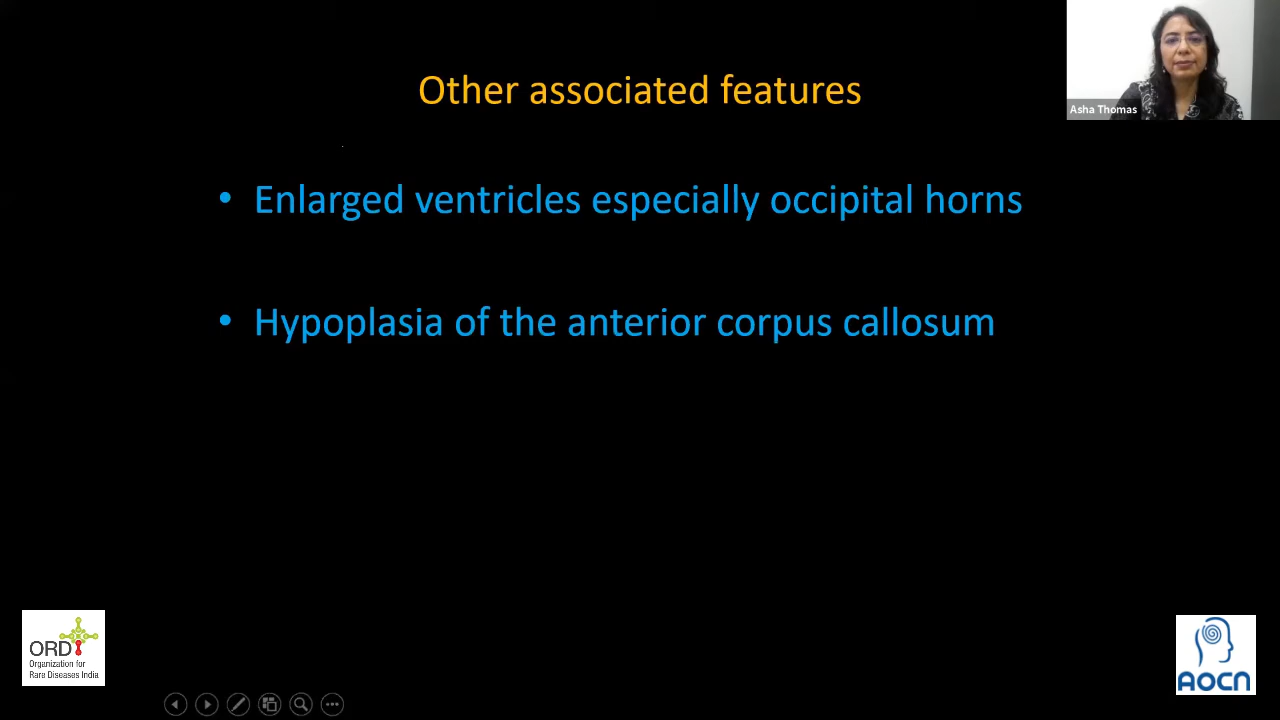 Asha Thomas
Other associated features
• Enlarged ventricles especially occipital horns
• Hypoplasia of the anterior corpus callosum
ORDI
Organization for
Rare Diseases India
AOCN